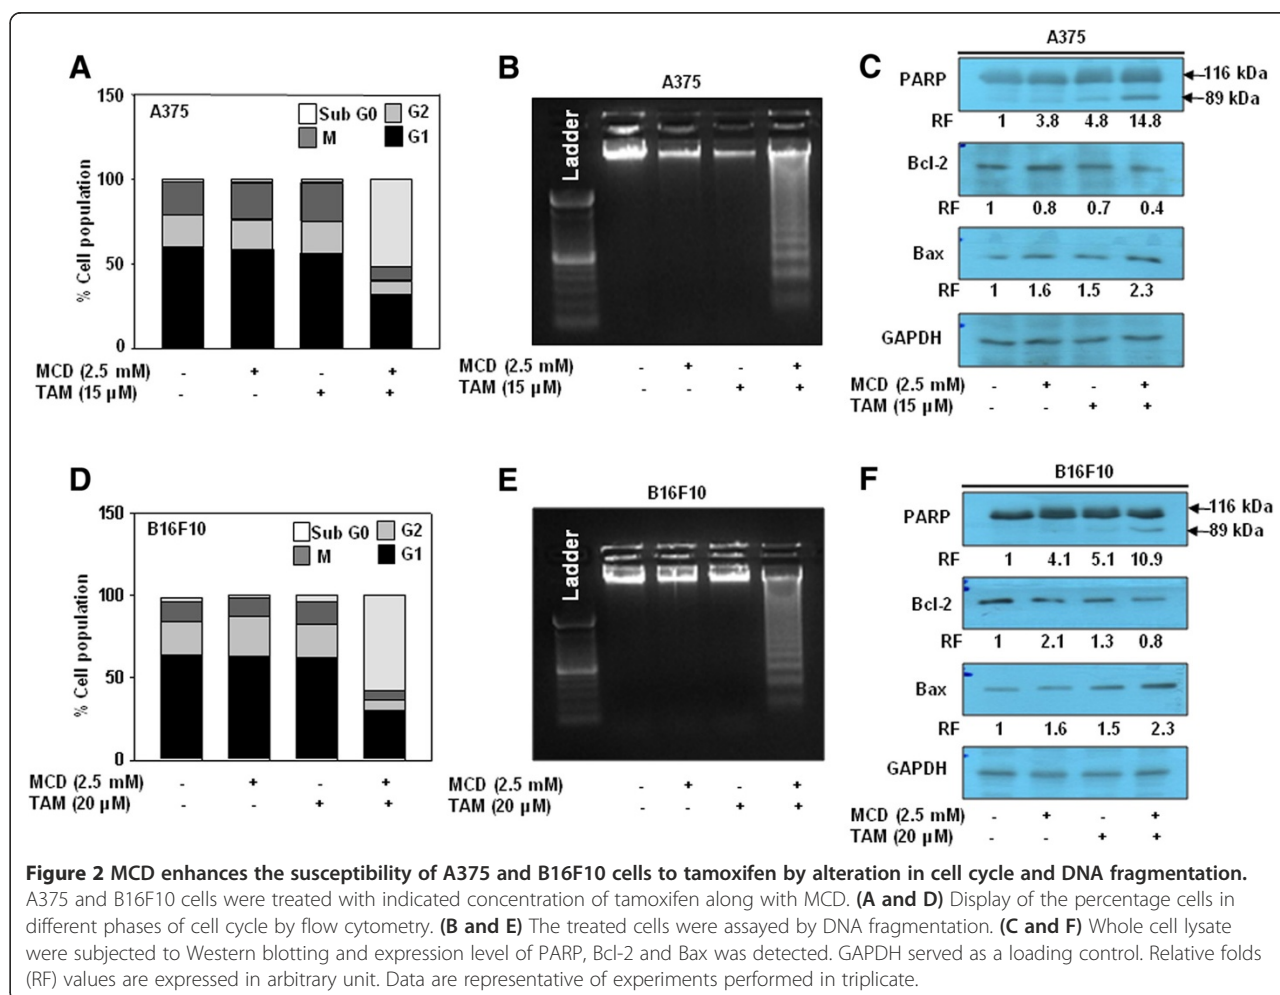 A
150
A375
Sub G0
G2
M
G1
100
50
0
% Cell population
MCD (2.5 mM) - + - +
TAM (15 µM) - - + +
B
A375
Ladder
MCD (2.5 mM) - + - +
TAM (15 µM) - - + +
C
A375
PARP
116 kDa
89 kDa
RF 1 3.8 4.8 14.8
Bcl-2
RF 1 0.8 0.7 0.4
Bax
RF 1 1.6 1.5 2.3
GAPDH
MCD (2.5 mM) - + - +
TAM (15 µM) - - + +
D
150
B16F10
Sub G0
G2
M
G1
100
50
0
% Cell population
MCD (2.5 mM) - + - +
TAM (20 µM) - - + +
E
B16F10
Ladder
MCD (2.5 mM) - + - +
TAM (20 µM) - - + +
F
B16F10
PARP
116 kDa
89 kDa
RF 1 4.1 5.1 10.9
Bcl-2
RF 1 2.1 1.3 0.8
Bax
RF 1 1.6 1.5 2.3
GAPDH
MCD (2.5 mM) - + - +
TAM (20 µM) - - + +
Figure 2 MCD enhances the susceptibility of A375 and B16F10 cells to tamoxifen by alteration in cell cycle and DNA fragmentation.
A375 and B16F10 cells were treated with indicated concentration of tamoxifen along with MCD. (A and D) Display of the percentage cells in
different phases of cell cycle by flow cytometry. (B and E) The treated cells were assayed by DNA fragmentation. (C and F) Whole cell lysate
were subjected to Western blotting and expression level of PARP, Bcl-2 and Bax was detected. GAPDH served as a loading control. Relative folds
(RF) values are expressed in arbitrary unit. Data are representative of experiments performed in triplicate.